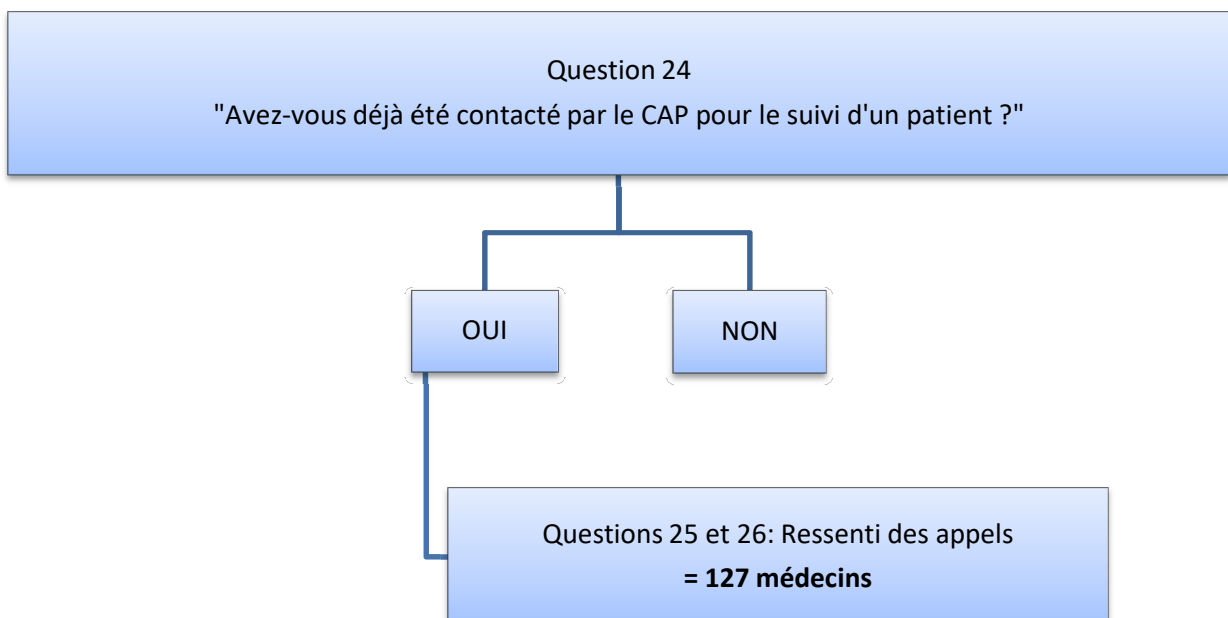 Question 24
"Avez-vous déjà été contacté par le CAP pour le suivi d'un patient ?"
OUI
NON
Questions 25 et 26: Ressenti des appels
= 127 médecins